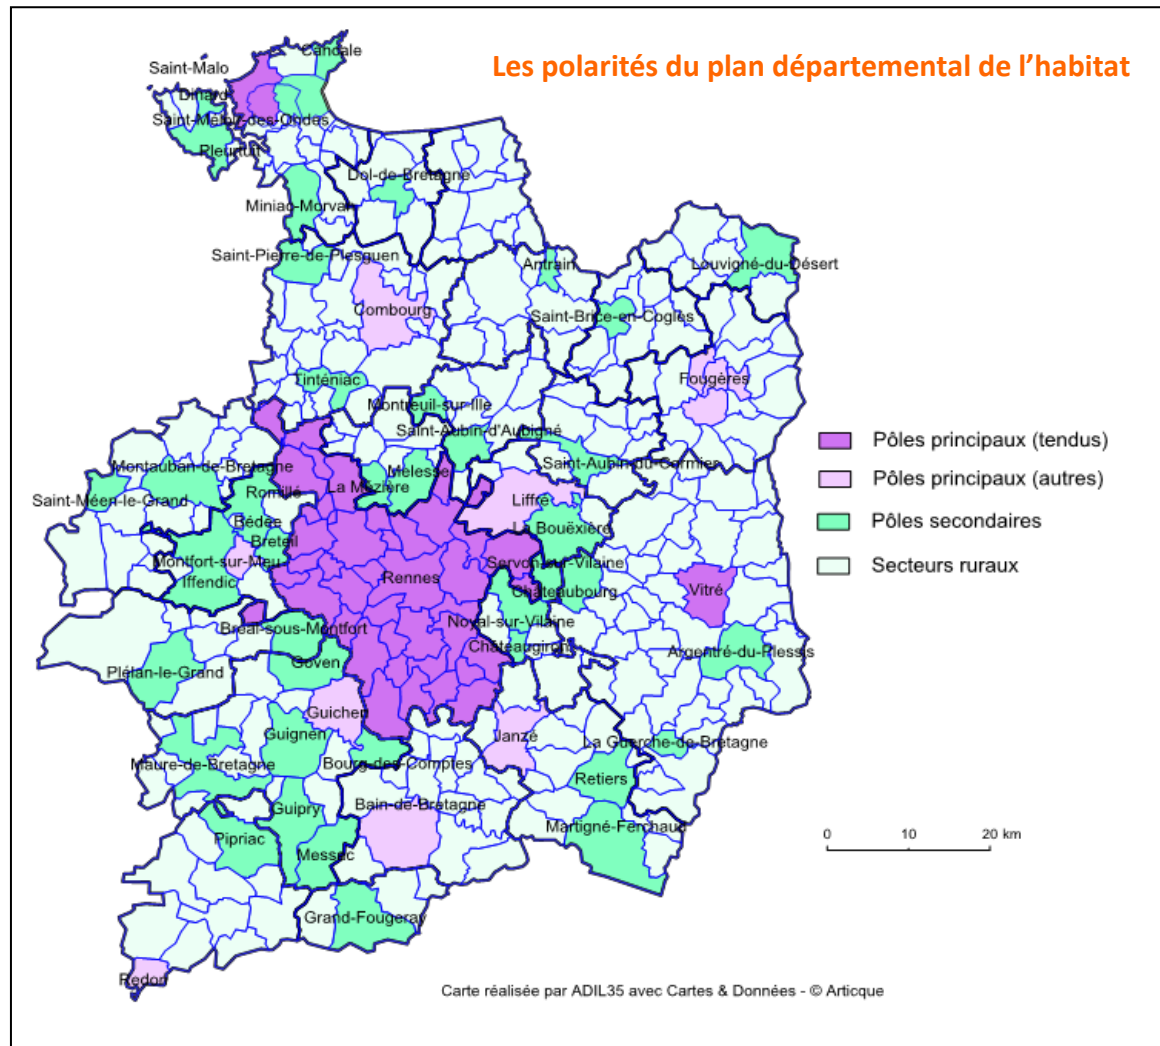 Les polarités du plan départemental de l'habitat
Cancale
Saint-Malo
Dinard
Saint-Méloir-des-Ondes
Pleurtuit
Dol-de-Bretagne
Miniac-Morvan
Saint-Pierre-de-Plesguen
Antrain
Louvigné-du-Désert
Combourg
Saint-Brice-en-Coglès
Tinténiac
Fougères
Montreuil-sur-Ille
Saint-Aubin-d'Aubigné
Pôles principaux (tendus)
Montauban-de-Bretagne
Mélesse
Saint-Aubin-du-Cormier
Pôles principaux (autres)
Saint-Méen-le-Grand
Romillé
La Mézière
Liffré
Bédée
La Bouëxière
Pôles secondaires
Breteil
Montfort-sur-Meu
Servon-sur-Vilaine
Secteurs ruraux
Iffendic
Rennes
Châteaubourg
Vitré
Bréal-sous-Montfort
Noyal-sur-Vilaine
Châteaugiron
Argentré-du-Plessis
Plélan-le-Grand
Goven
Guichen
Guignen
Janzé
La Guerche-de-Bretagne
Maure-de-Bretagne
Bourg-des-Comptes
Retiers
Guipry
Bain-de-Bretagne
Martigné-Ferchaud
0 10 20 km
Pipriac
Messac
Grand-Fougeray
Redon
Carte réalisée par ADIL35 avec Cartes & Données - © Articque